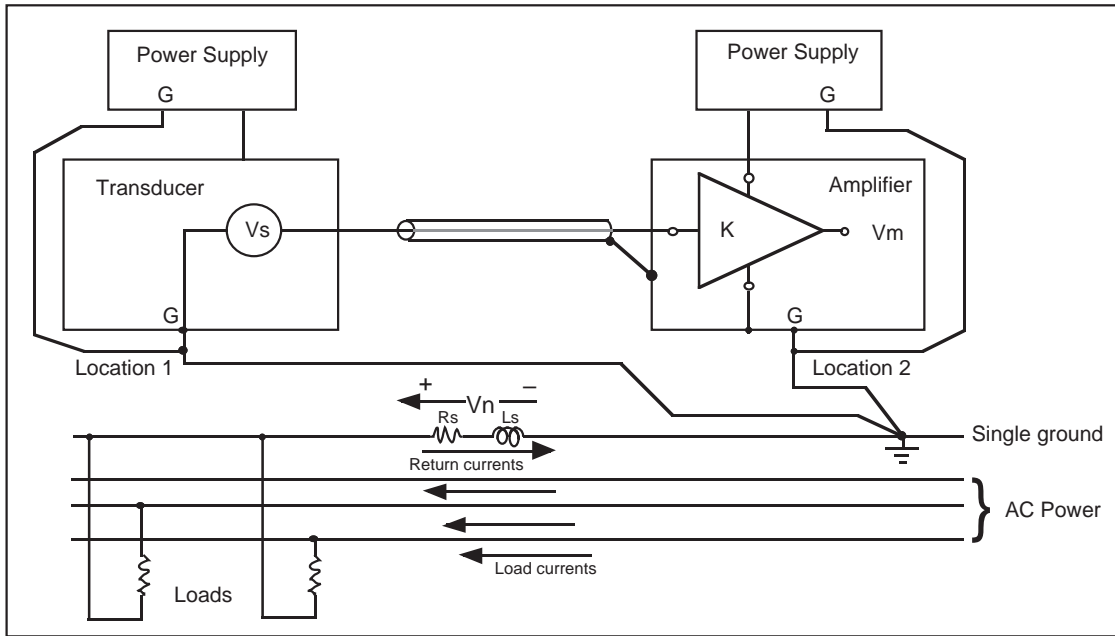 Power Supply
G
Power Supply
G
Transducer
Vs
G
Location 1
K
Amplifier
Vm
G
Location 2
+
Vn
–
Rs
Ls
Return currents
Single ground
AC Power
Load currents
Loads